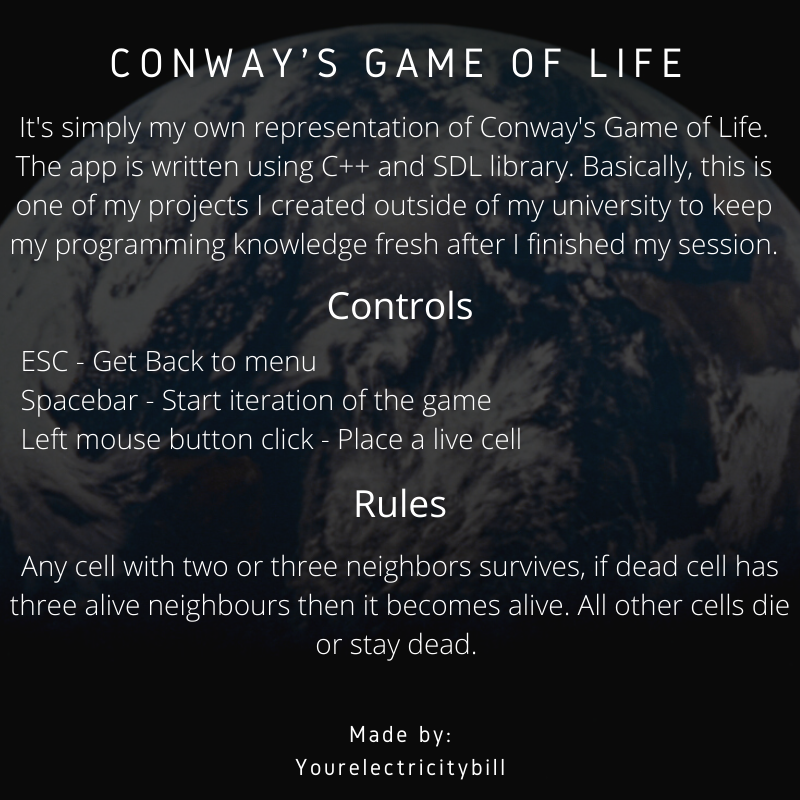 CONWAY'S GAME OF LIFE
It's simply my own representation of Conway's Game of Life.
The app is written using C++ and SDL library. Basically, this is
one of my projects I created outside of my university to keep
my programming knowledge fresh after I finished my session.
Controls
ESC - Get Back to menu
Spacebar - Start iteration of the game
Left mouse button click - Place a live cell
Rules
Any cell with two or three neighbors survives, if dead cell has
three alive neighbours then it becomes alive. All other cells die
or stay dead.
Made by:
Yourelectricitybill